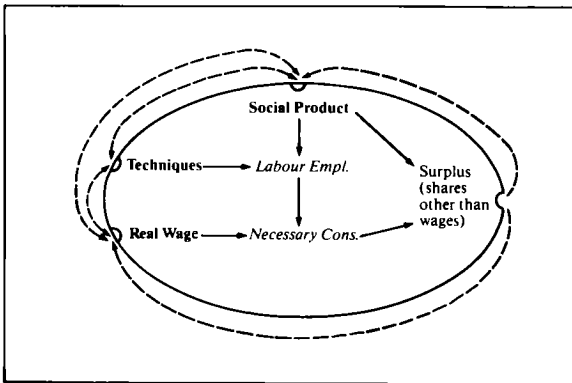 Social Product
Techniques
Labour Empl.
Surplus
(shares
other than
wages)
Real Wage
Necessary Cons.